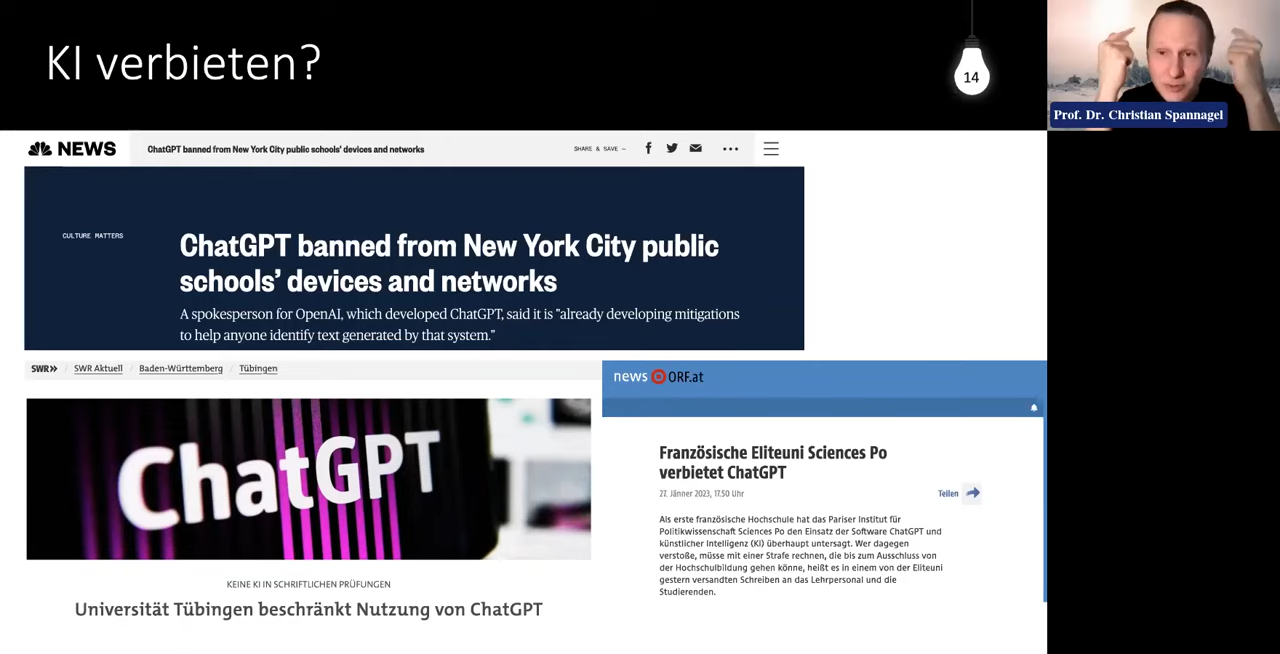 KI verbieten?
14
Prof. Dr. Christian Spannagel
NEWS
ChatGPT banned from New York City public schools' devices and networks
SHARE & SAVE —
CULTURE MATTERS
ChatGPT banned from New York City public
schools' devices and networks
A spokesperson for OpenAI, which developed ChatGPT, said it is "already developing mitigations
to help anyone identify text generated by that system."
SWR» / SWR Aktuell / Baden-Württemberg / Tübingen
ChatGPT
KEINE KI IN SCHRIFTLICHEN PRÜFUNGEN
Universität Tübingen beschränkt Nutzung von ChatGPT
news ORF.at
Französische Eliteuni Sciences Po
verbietet ChatGPT
27. Jänner 2023, 17.50 Uhr
Teilen
Als erste französische Hochschule hat das Pariser Institut für
Politikwissenschaft Sciences Po den Einsatz der Software ChatGPT und
künstlicher Intelligenz (KI) überhaupt untersagt. Wer dagegen
verstoße, müsse mit einer Strafe rechnen, die bis zum Ausschluss von
der Hochschulbildung gehen könne, heißt es in einem von der Eliteuni
gestern versandten Schreiben an das Lehrpersonal und die
Studierenden.